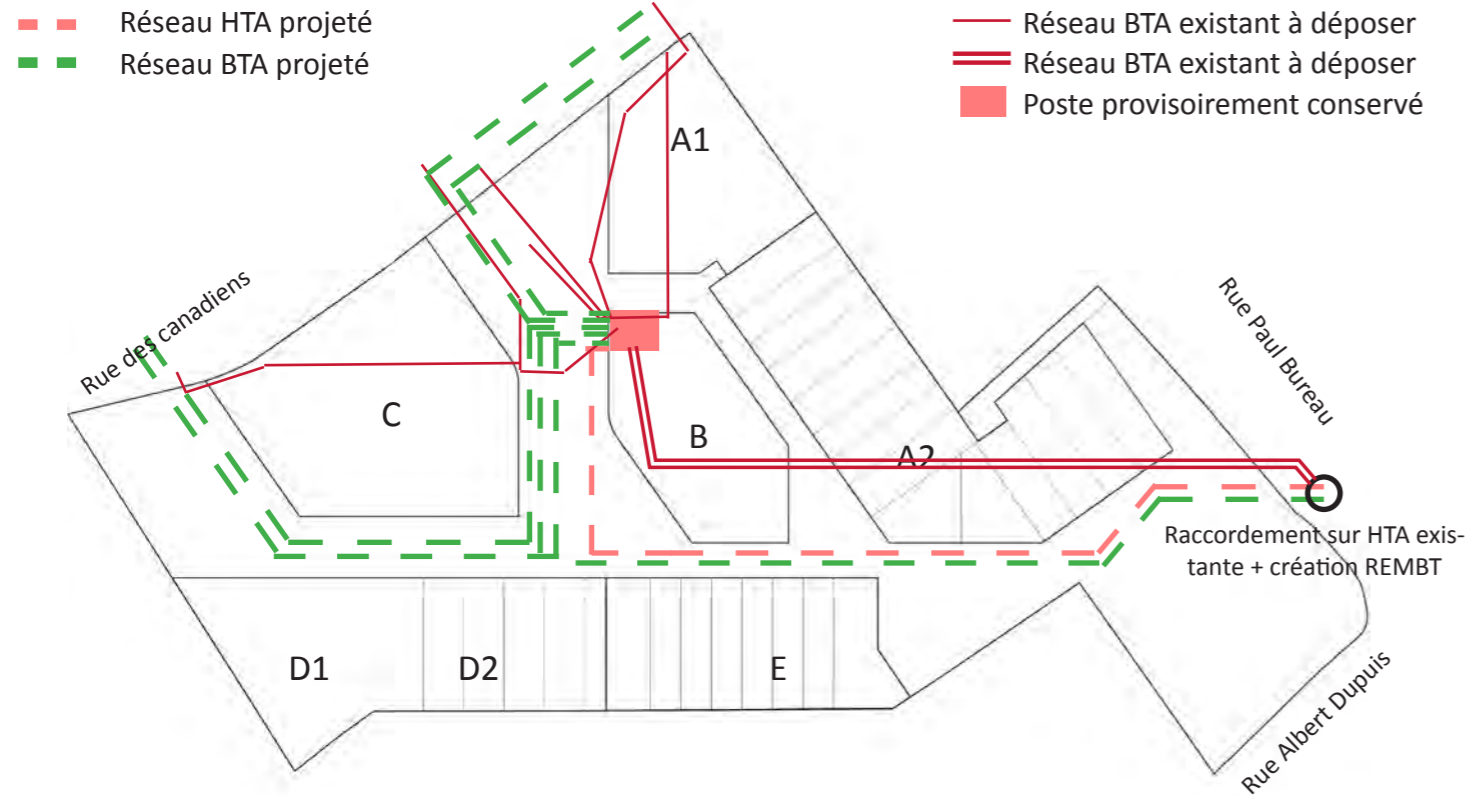 Réseau HTA projeté
Réseau BTA projeté
Réseau BTA existant à déposer
Réseau BTA existant à déposer
Poste provisoirement conservé
A1
Rue des canadiens
Rue Paul Bureau
C
B
A2
Raccordement sur HTA exis-
tante + création REMBT
D1
D2
E
Rue Albert Dupuis